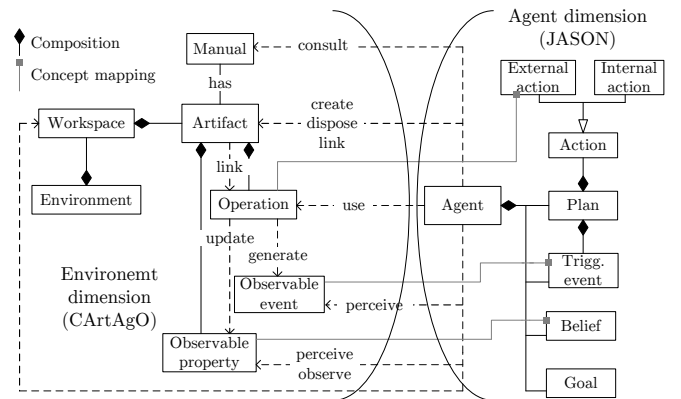 Agent dimension
(JASON)
Composition
Concept mapping
Manual
consult
External
action
Internal
action
has
create
dispose
link
Workspace
Artifact
Action
link
Environment
Operation
use
Agent
Plan
update
generate
Environemt
dimension
(CArtAgO)
Observable
event
Trigg.
event
perceive
Belief
Observable
property
perceive
observe
Goal